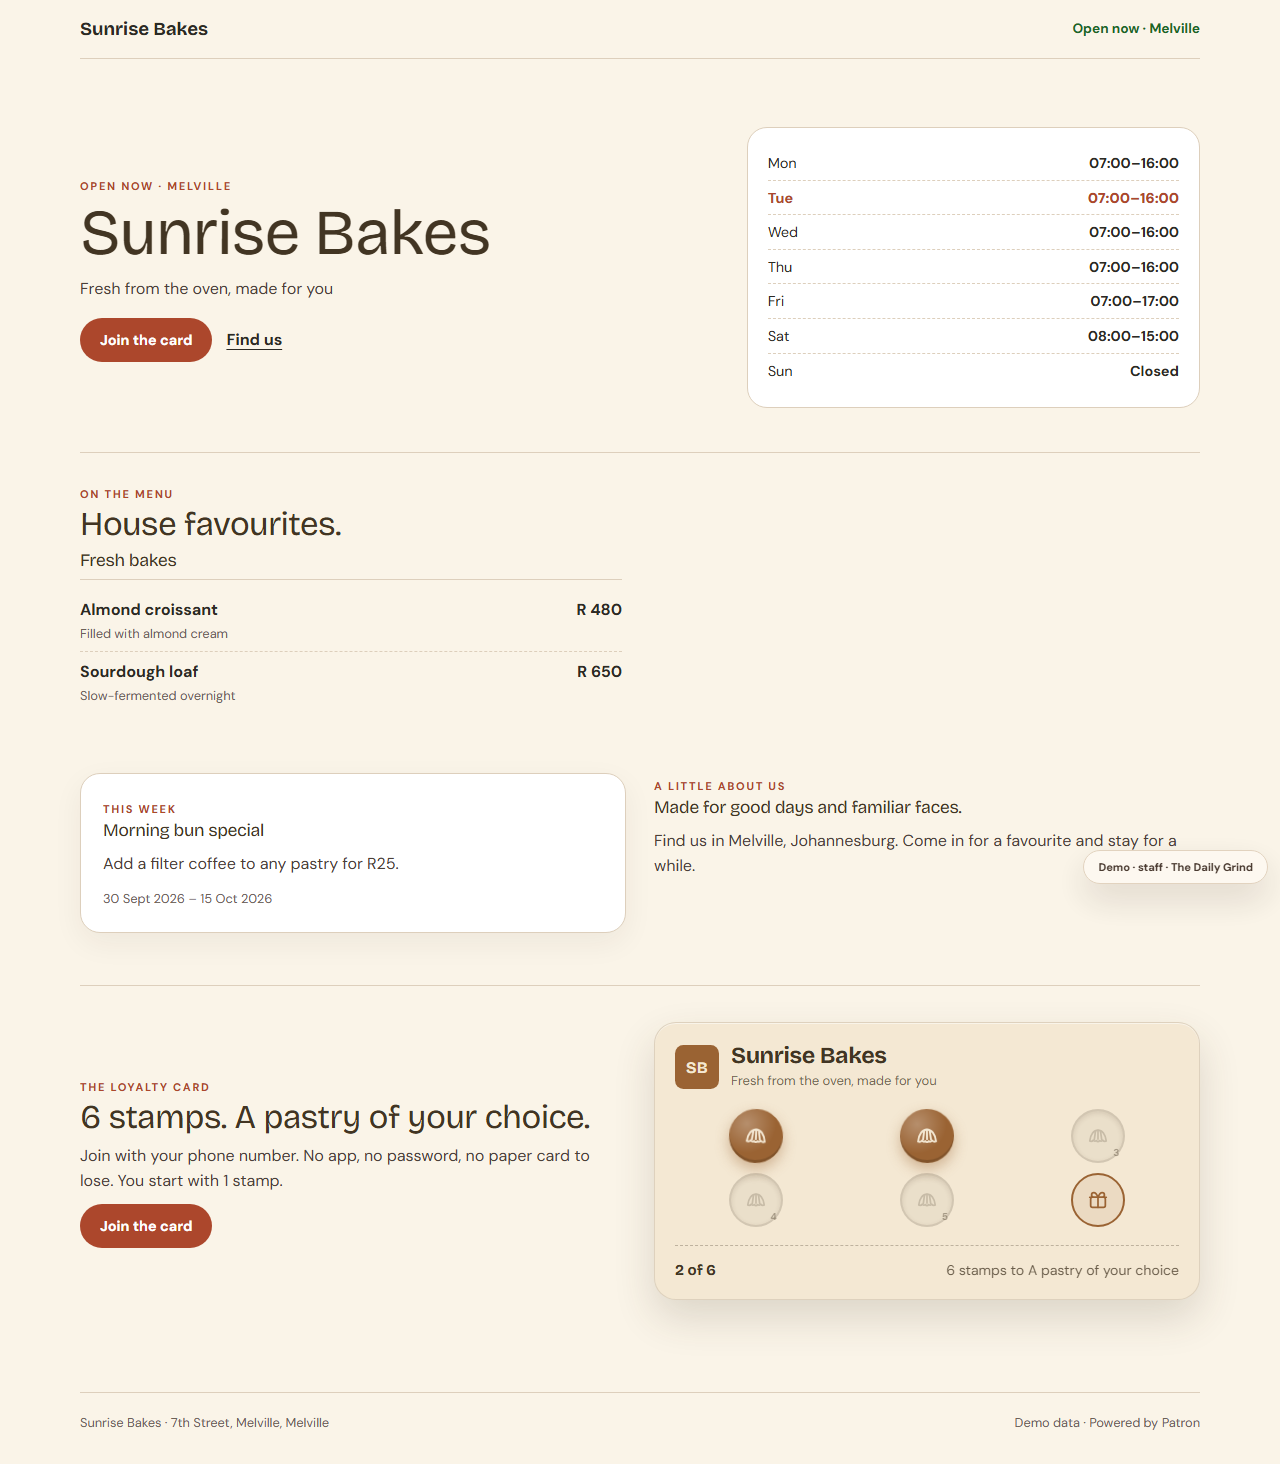 Sunrise Bakes
Open now · Melville
OPEN NOW · MELVILLE
Sunrise Bakes
Fresh from the oven, made for you
Join the card
Find us
Mon 07:00–16:00
Tue 07:00–16:00
Wed 07:00–16:00
Thu 07:00–16:00
Fri 07:00–17:00
Sat 08:00–15:00
Sun Closed
ON THE MENU
House favourites.
Fresh bakes
Almond croissant R 480
Filled with almond cream
Sourdough loaf R 650
Slow-fermented overnight
THIS WEEK
Morning bun special
Add a filter coffee to any pastry for R25.
30 Sept 2026 – 15 Oct 2026
A LITTLE ABOUT US
Made for good days and familiar faces.
Find us in Melville, Johannesburg. Come in for a favourite and stay for a
while.
Demo · staff · The Daily Grind
THE LOYALTY CARD
6 stamps. A pastry of your choice.
Join with your phone number. No app, no password, no paper card to
lose. You start with 1 stamp.
Join the card
SB
Sunrise Bakes
Fresh from the oven, made for you
3
4
5
2 of 6
6 stamps to A pastry of your choice
Sunrise Bakes · 7th Street, Melville, Melville
Demo data · Powered by Patron